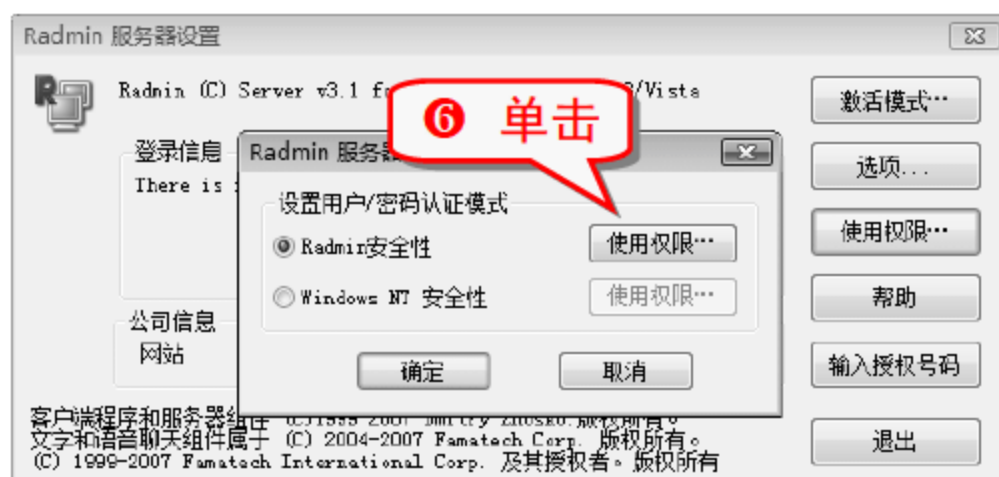 Radmin 服务器设置
Radmin (C) Server v3.1 f /Vista
激活模式…
❻ 单击
登录信息
Radmin 服务
选项...
There is
设置用户/密码认证模式
Radmin安全性
使用权限…
使用权限…
Windows NT 安全性
使用权限…
帮助
公司信息
网站
确定
取消
输入授权号码
客户端程序和服务器组件 (C)1999-2007 Dmitry Znosko.版权所有。
文字和语音聊天组件属于 (C) 2004-2007 Famatech Corp. 版权所有。
(C) 1999-2007 Famatech International Corp. 及其授权者。版权所有
退出